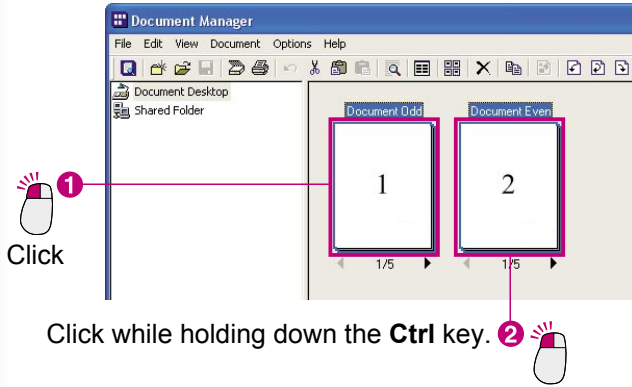 Document Manager
File Edit View Document Options Help
Document Desktop
Shared Folder
Document Odd Document Even
1 2
1
Click
1/5 1/5
Click while holding down the Ctrl key. 2